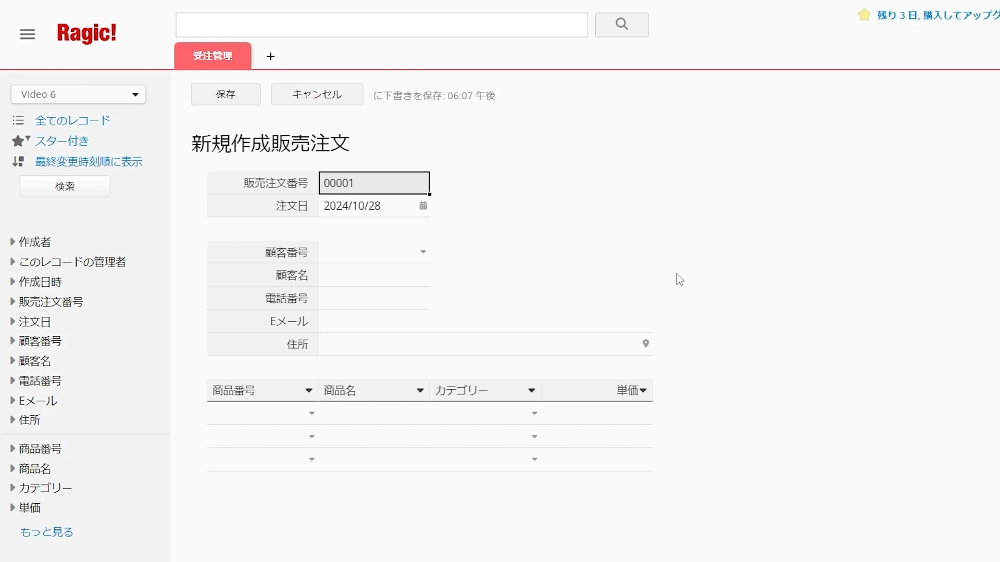 Ragic!
残り 3 日, 購入してアップグ
受注管理
+
Video 6
全てのレコード
スター付き
最終変更時刻順に表示
検索
作成者
このレコードの管理者
作成日時
販売注文番号
注文日
顧客番号
顧客名
電話番号
Eメール
住所
商品番号
商品名
カテゴリー
単価
もっと見る
保存
キャンセル
に下書きを保存: 06:07 午後
新規作成販売注文
販売注文番号 00001
注文日 2024/10/28
顧客番号
顧客名
電話番号
Eメール
住所
商品番号 商品名 カテゴリー 単価